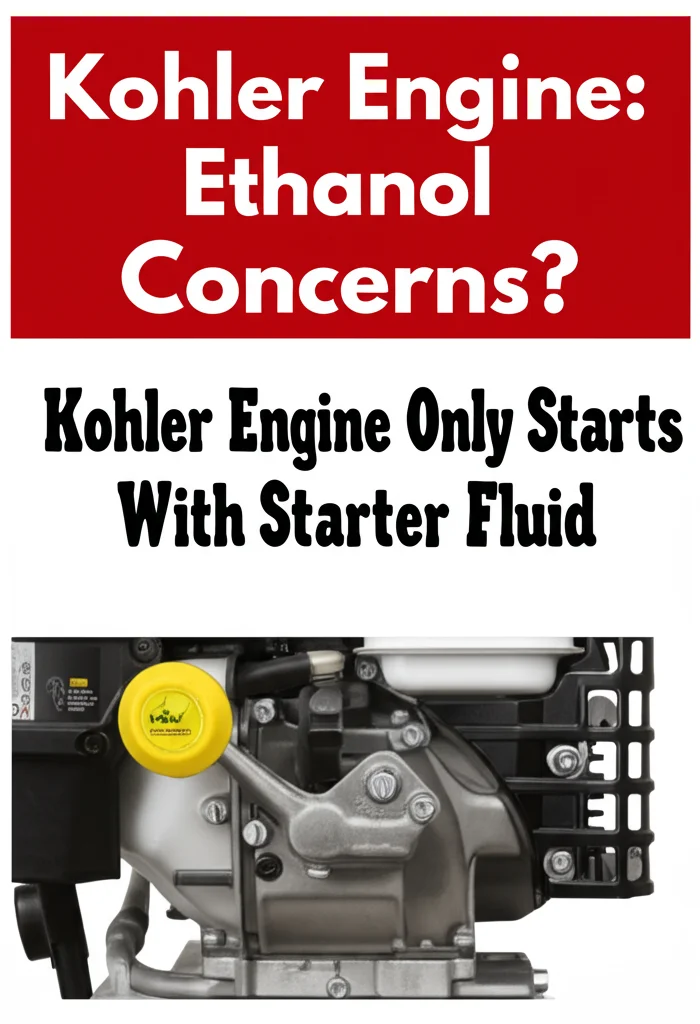 Kohler Engine:
Ethanol
Concerns?
Kohler Engine Only Starts
With Starter Fluid